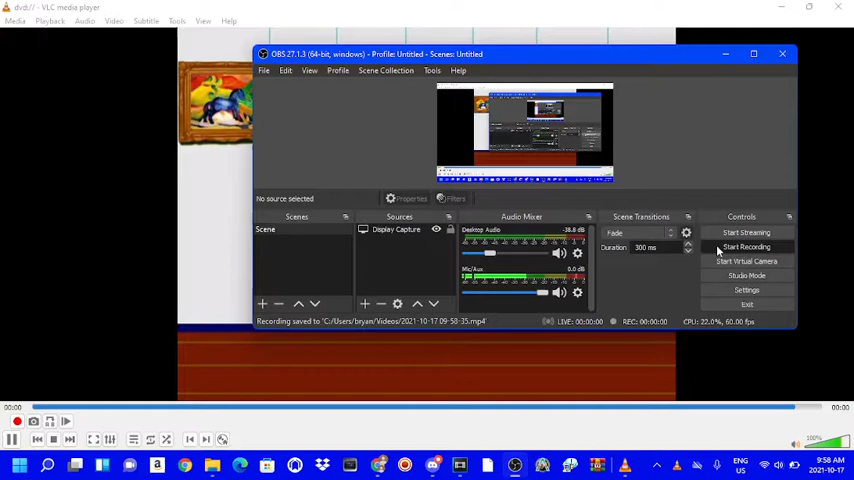 dvd:// - VLC media player
Media Playback Audio Video Subtitle Tools View Help
OBS 27.1.3 (64-bit, windows) - Profile: Untitled - Scenes: Untitled
File Edit View Profile Scene Collection Tools Help
No source selected
Properties
Filters
Scenes
Sources
Audio Mixer
Scene Transitions
Controls
Scene
Display Capture
Desktop Audio
-38.8 dB
Mic/Aux
0.0 dB
Fade
Duration 300 ms
Start Streaming
Start Recording
Start Virtual Camera
Studio Mode
Settings
Exit
Recording saved to 'C:/Users/bryan/Videos/2021-10-17 09-58-35.mp4'
LIVE: 00:00:00
REC: 00:00:00
CPU: 22.0%, 60.00 fps
00:00
00:00
100%
ENG
US
9:58 AM
2021-10-17